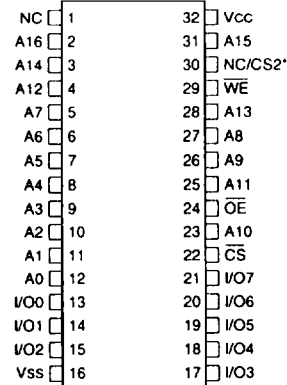 NC 1 32 Vcc
A16 2 31 A15
A14 3 30 NC/CS2*
A12 4 29 WE
A7 5 28 A13
A6 6 27 A8
A5 7 26 A9
A4 8 25 A11
A3 9 24 OE
A2 10 23 A10
A1 11 22 CS
A0 12 21 I/O7
I/O0 13 20 I/O6
I/O1 14 19 I/O5
I/O2 15 18 I/O4
Vss 16 17 I/O3